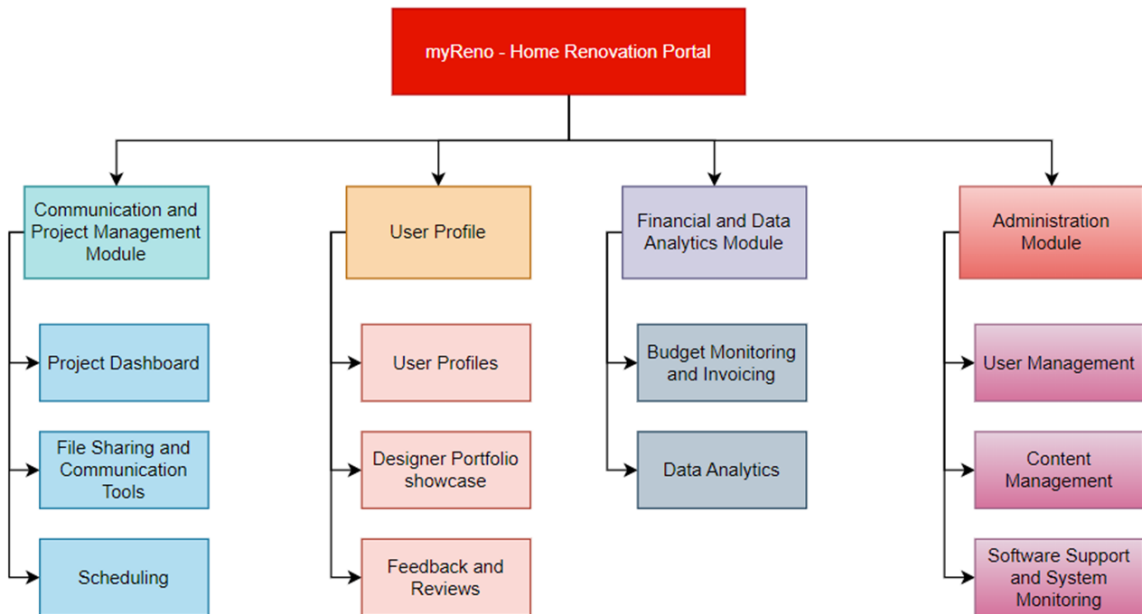 myReno - Home Renovation Portal
Communication and
Project Management
Module
User Profile
Financial and Data
Analytics Module
Administration
Module
Project Dashboard
User Profiles
Budget Monitoring
and Invoicing
User Management
File Sharing and
Communication
Tools
Designer Portfolio
showcase
Data Analytics
Content
Management
Scheduling
Feedback and
Reviews
Software Support
and System
Monitoring